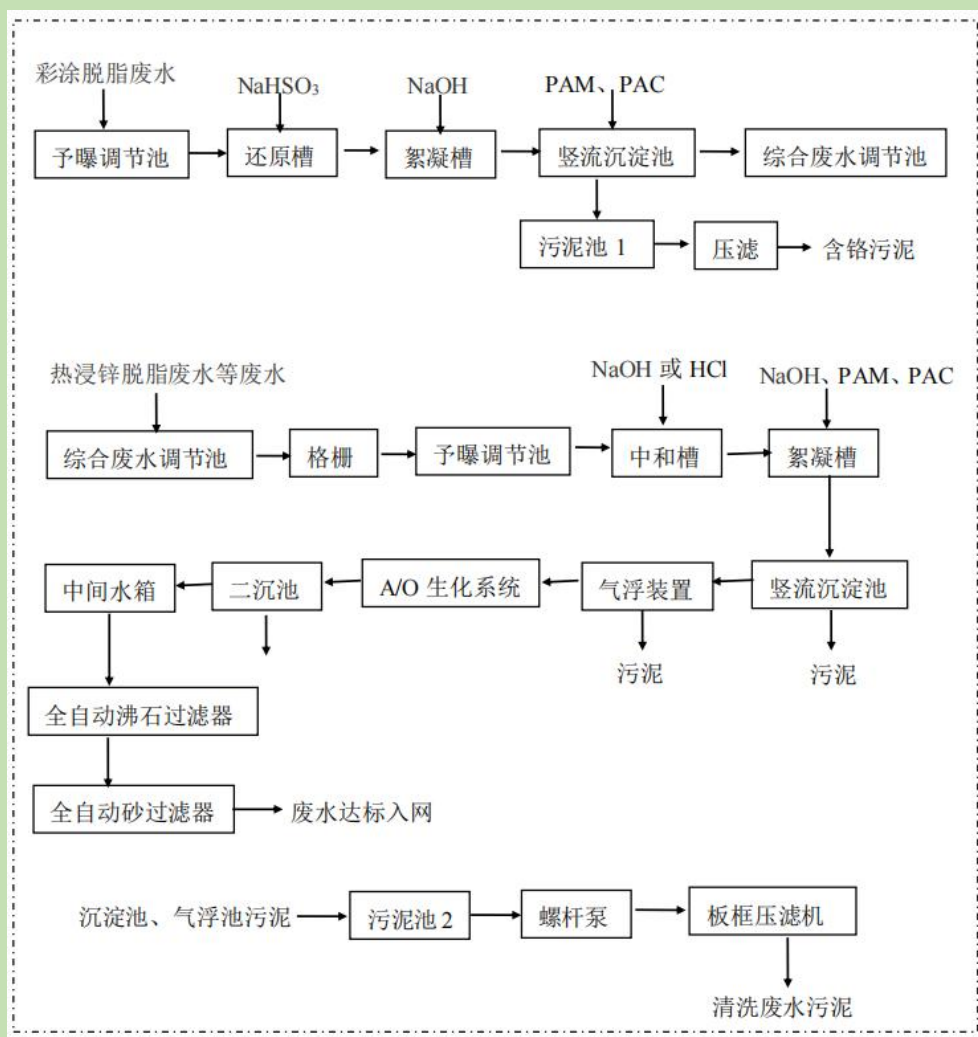 彩涂脱脂废水
NaHSO₃
NaOH
PAM、PAC
予曝调节池
还原槽
絮凝槽
竖流沉淀池
综合废水调节池
污泥池 1
压滤
含铬污泥
热浸锌脱脂废水等废水
NaOH 或 HCl
NaOH、PAM、PAC
综合废水调节池
格栅
予曝调节池
中和槽
絮凝槽
中间水箱
二沉池
A/O 生化系统
气浮装置
竖流沉淀池
污泥
污泥
全自动沸石过滤器
全自动砂过滤器
废水达标入网
沉淀池、气浮池污泥
污泥池 2
螺杆泵
板框压滤机
清洗废水污泥